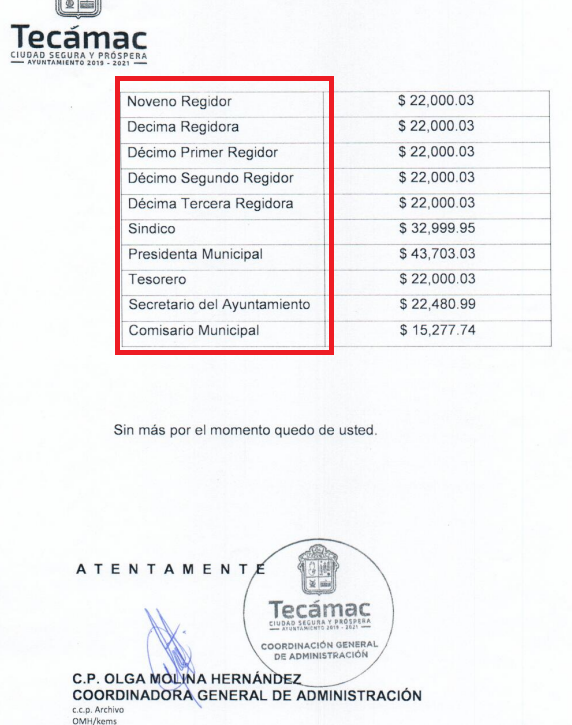 Tecámac
CIUDAD SEGURA Y PRÓSPERA
AYUNTAMIENTO 2019 - 2021
Noveno Regidor $ 22,000.03
Decima Regidora $ 22,000.03
Décimo Primer Regidor $ 22,000.03
Décimo Segundo Regidor $ 22,000.03
Décima Tercera Regidora $ 22,000.03
Sindico $ 32,999.95
Presidenta Municipal $ 43,703.03
Tesorero $ 22,000.03
Secretario del Ayuntamiento $ 22,480.99
Comisario Municipal $ 15,277.74
Sin más por el momento quedo de usted.
A T E N T A M E N T E
Tecámac
CIUDAD SEGURA Y PRÓSPERA
AYUNTAMIENTO 2019 - 2021
COORDINACIÓN GENERAL
DE ADMINISTRACIÓN
C.P. OLGA MOLINA HERNÁNDEZ
COORDINADORA GENERAL DE ADMINISTRACIÓN
c.c.p. Archivo
OMH/kems